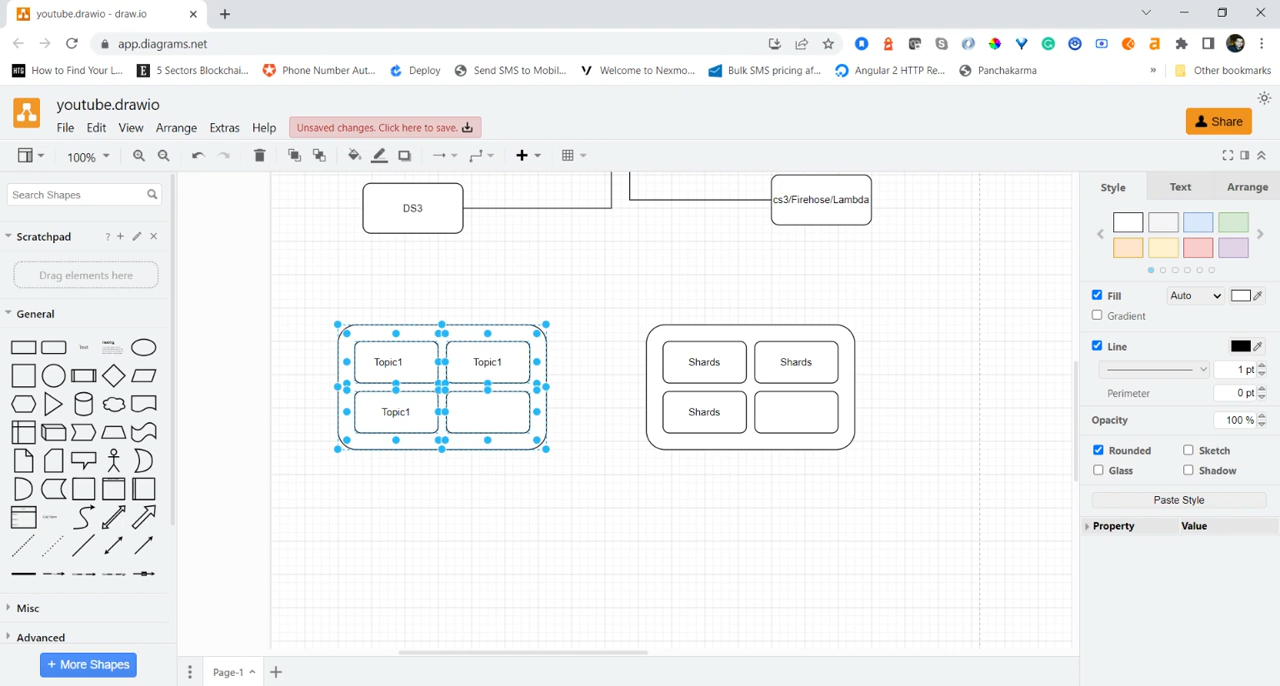 youtube.drawio - draw.io
app.diagrams.net
How to Find Your L...
5 Sectors Blockchai...
Phone Number Aut...
Deploy
Send SMS to Mobil...
Welcome to Nexmo...
Bulk SMS pricing af...
Angular 2 HTTP Re...
Panchakarma
»
Other bookmarks
youtube.drawio
File Edit View Arrange Extras Help
Unsaved changes. Click here to save.
Share
100%
Search Shapes
Scratchpad
?
Drag elements here
General
Text
Heading
List Item
Misc
Advanced
+ More Shapes
DS3
cs3/Firehose/Lambda
Topic1
Topic1
Topic1
Shards
Shards
Shards
Page-1
Style
Text
Arrange
Fill
Auto
Gradient
Line
1 pt
Perimeter
0 pt
Opacity
100 %
Rounded
Sketch
Glass
Shadow
Paste Style
Property
Value